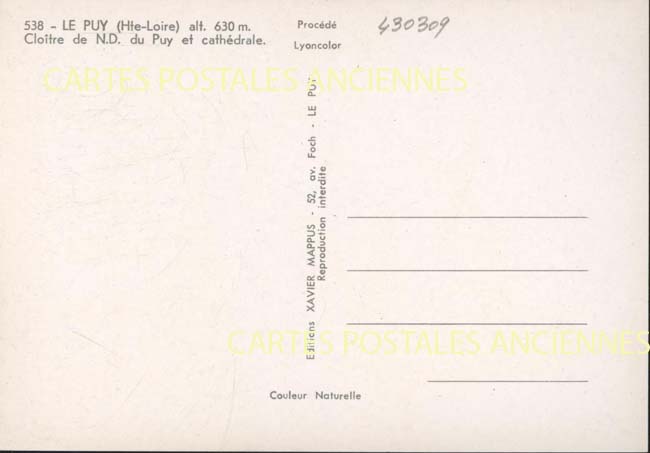 538 - LE PUY (Hte-Loire) alt. 630 m.
Cloître de N.D. du Puy et cathédrale.
Procédé
Lyoncolor
430309
CARTES POSTALES ANCIENNES
Editions XAVIER MAPPUS - 52, av. Foch - LE PUY
Reproduction interdite
CARTES POSTALES ANCIENNES
Couleur Naturelle